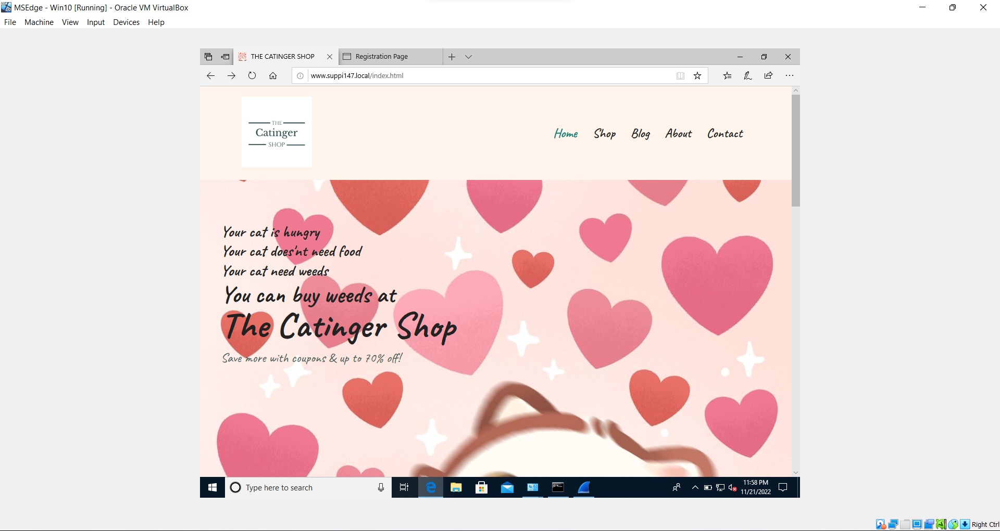 MSEdge - Win10 [Running] - Oracle VM VirtualBox
File Machine View Input Devices Help
THE CATINGER SHOP
Registration Page
www.suppi147.local/index.html
THE
Catinger
SHOP
Home Shop Blog About Contact
Your cat is hungry
Your cat does'nt need food
Your cat need weeds
You can buy weeds at
The Catinger Shop
Save more with coupons & up to 70% off!
Type here to search
11:58 PM
11/21/2022
Right Ctrl